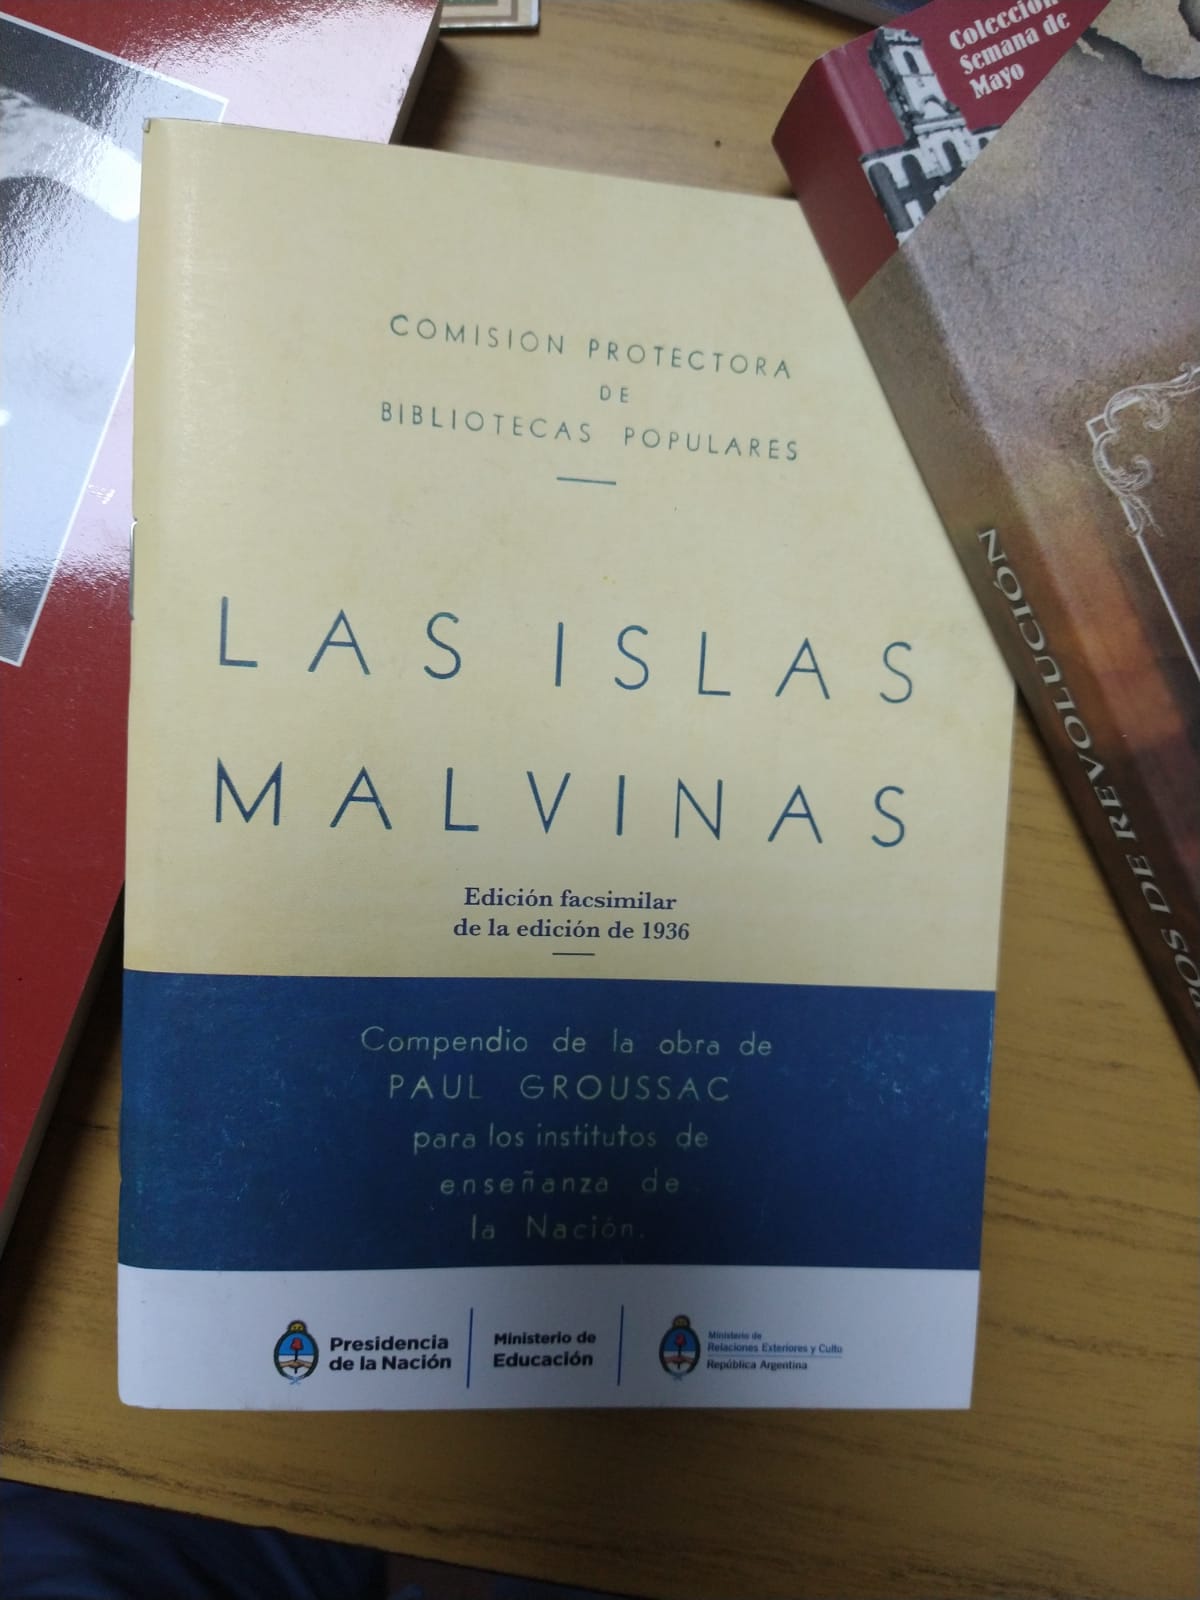 Colección
Semana de
Mayo
COMISION PROTECTORA
DE
BIBLIOTECAS POPULARES
LAS ISLAS
MALVINAS
Edición facsimilar
de la edición de 1936
Compendio de la obra de
PAUL GROUSSAC
para los institutos de
enseñanza de
la Nación.
Presidencia
de la Nación
Ministerio de
Educación
Ministerio de
Relaciones Exteriores y Culto
República Argentina
DE REVOLUCIÓN